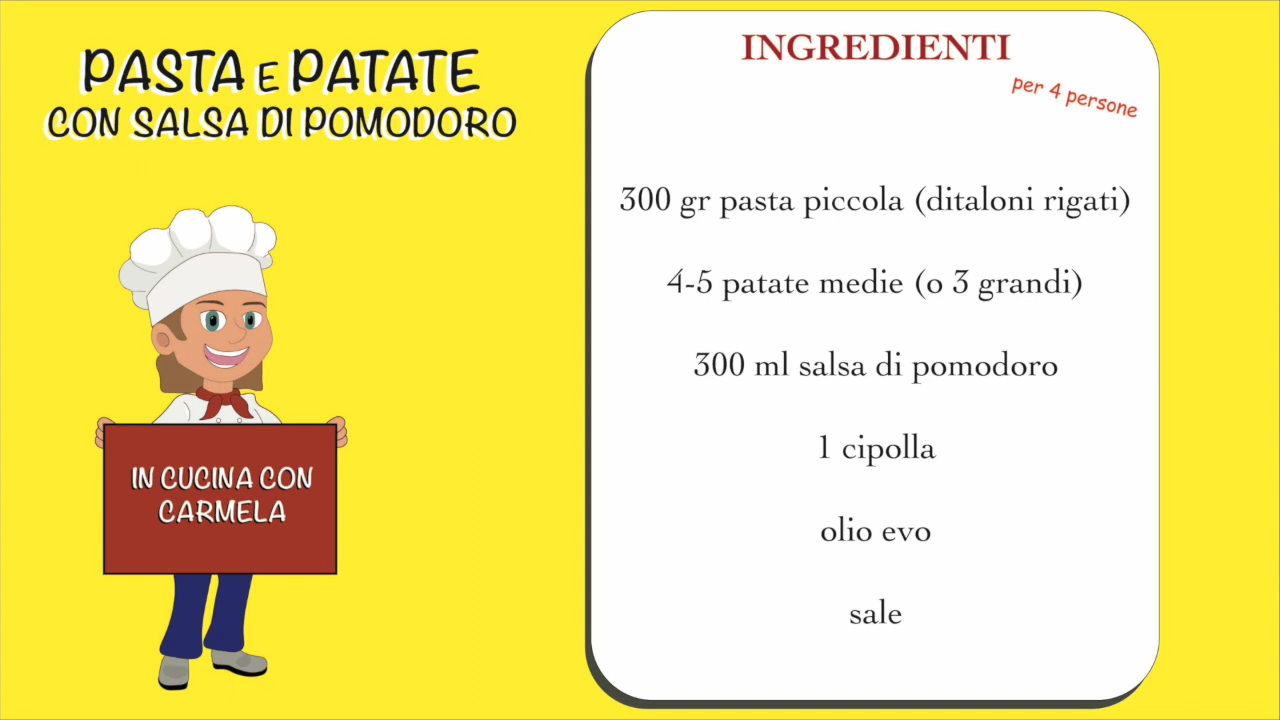 PASTA E PATATE
CON SALSA DI POMODORO
IN CUCINA CON
CARMELA
INGREDIENTI
per 4 persone
300 gr pasta piccola (ditaloni rigati)
4-5 patate medie (o 3 grandi)
300 ml salsa di pomodoro
1 cipolla
olio evo
sale